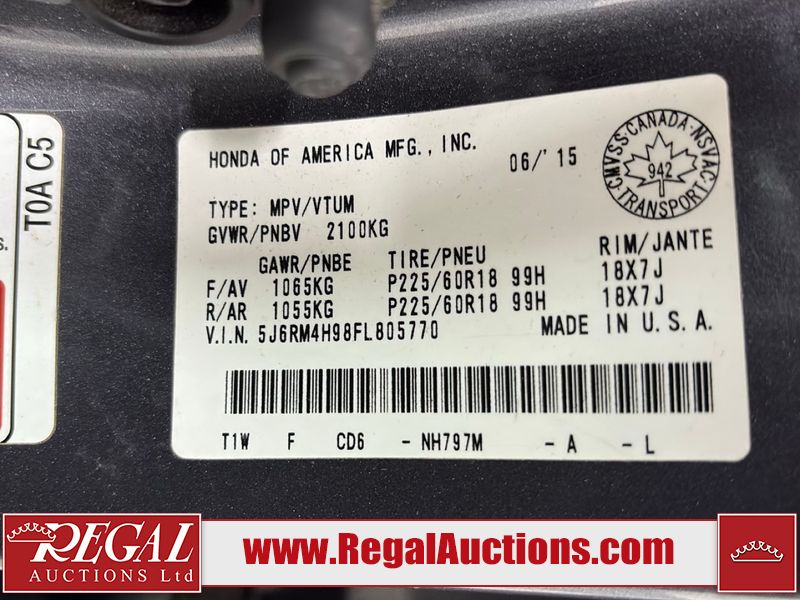 T0A C5
s.
HONDA OF AMERICA MFG., INC.
06/'15
CMVSS·CANADA·NSVAC·TRANSPORT
942
TYPE: MPV/VTUM
GVWR/PNBV 2100KG
GAWR/PNBE TIRE/PNEU RIM/JANTE
F/AV 1065KG P225/60R18 99H 18X7J
R/AR 1055KG P225/60R18 99H 18X7J
V.I.N. 5J6RM4H98FL805770 MADE IN U.S.A.
T1W F CD6 - NH797M - A - L
REGAL
AUCTIONS Ltd
www.RegalAuctions.com